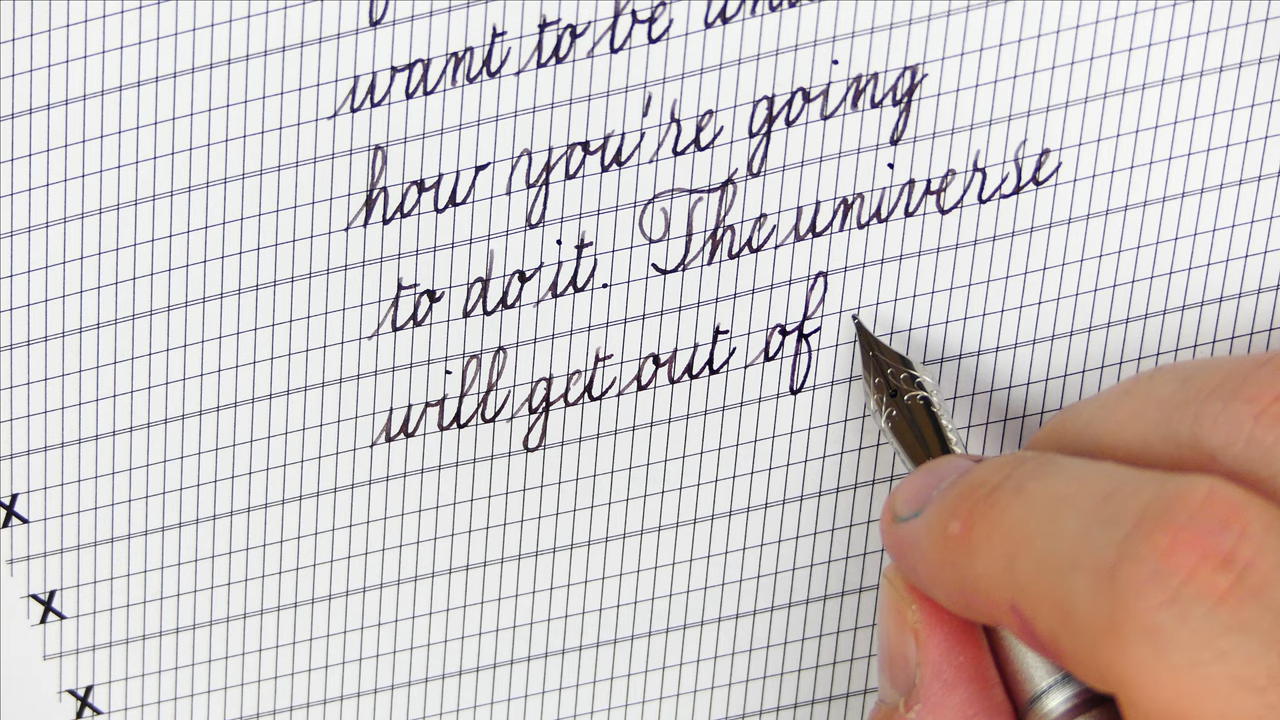 want to be
how you're going
to do it. The universe
will get out of
x
x
x